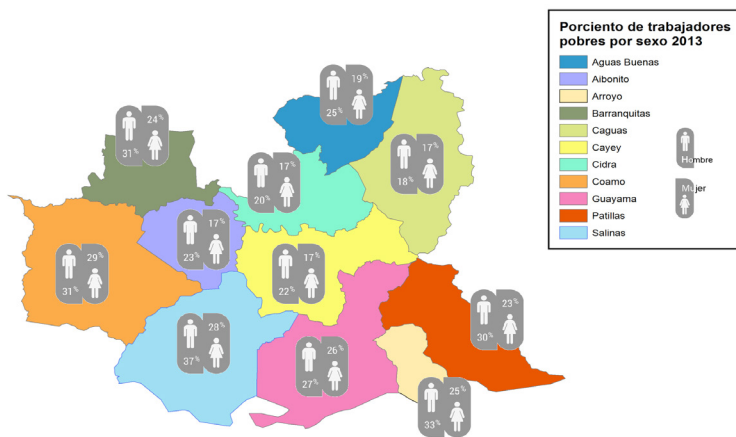 Porciento de trabajadores
pobres por sexo 2013
Aguas Buenas
Aibonito
Arroyo
Barranquitas
Caguas
Cayey
Cidra
Coamo
Guayama
Patillas
Salinas
Hombre
Mujer
19%
25%
24%
31%
17%
18%
17%
20%
17%
23%
29%
31%
17%
22%
28%
37%
26%
27%
23%
30%
25%
33%